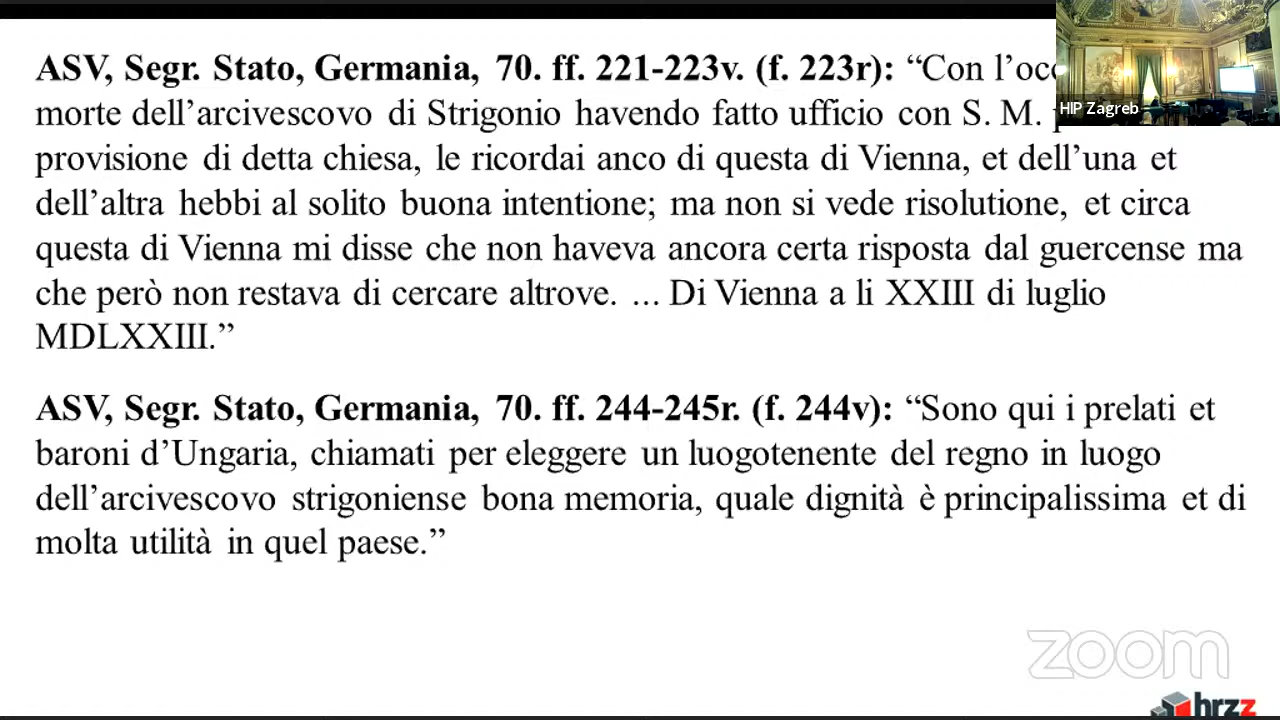 ASV, Segr. Stato, Germania, 70. ff. 221-223v. (f. 223r): “Con l’
morte dell’arcivescovo di Strigonio havendo fatto ufficio con S. M.
provisione di detta chiesa, le ricordai anco di questa di Vienna, et dell’una et
dell’altra hebbi al solito buona intentione; ma non si vede risolutione, et circa
questa di Vienna mi disse che non haveva ancora certa risposta dal guercense ma
che però non restava di cercare altrove. ... Di Vienna a li XXIII di luglio
MDLXXIII.”
ASV, Segr. Stato, Germania, 70. ff. 244-245r. (f. 244v): “Sono qui i prelati et
baroni d’Ungaria, chiamati per eleggere un luogotenente del regno in luogo
dell’arcivescovo strigoniense bona memoria, quale dignità è principalissima et di
molta utilità in quel paese.”
HIP Zagreb
zoom
hrzz